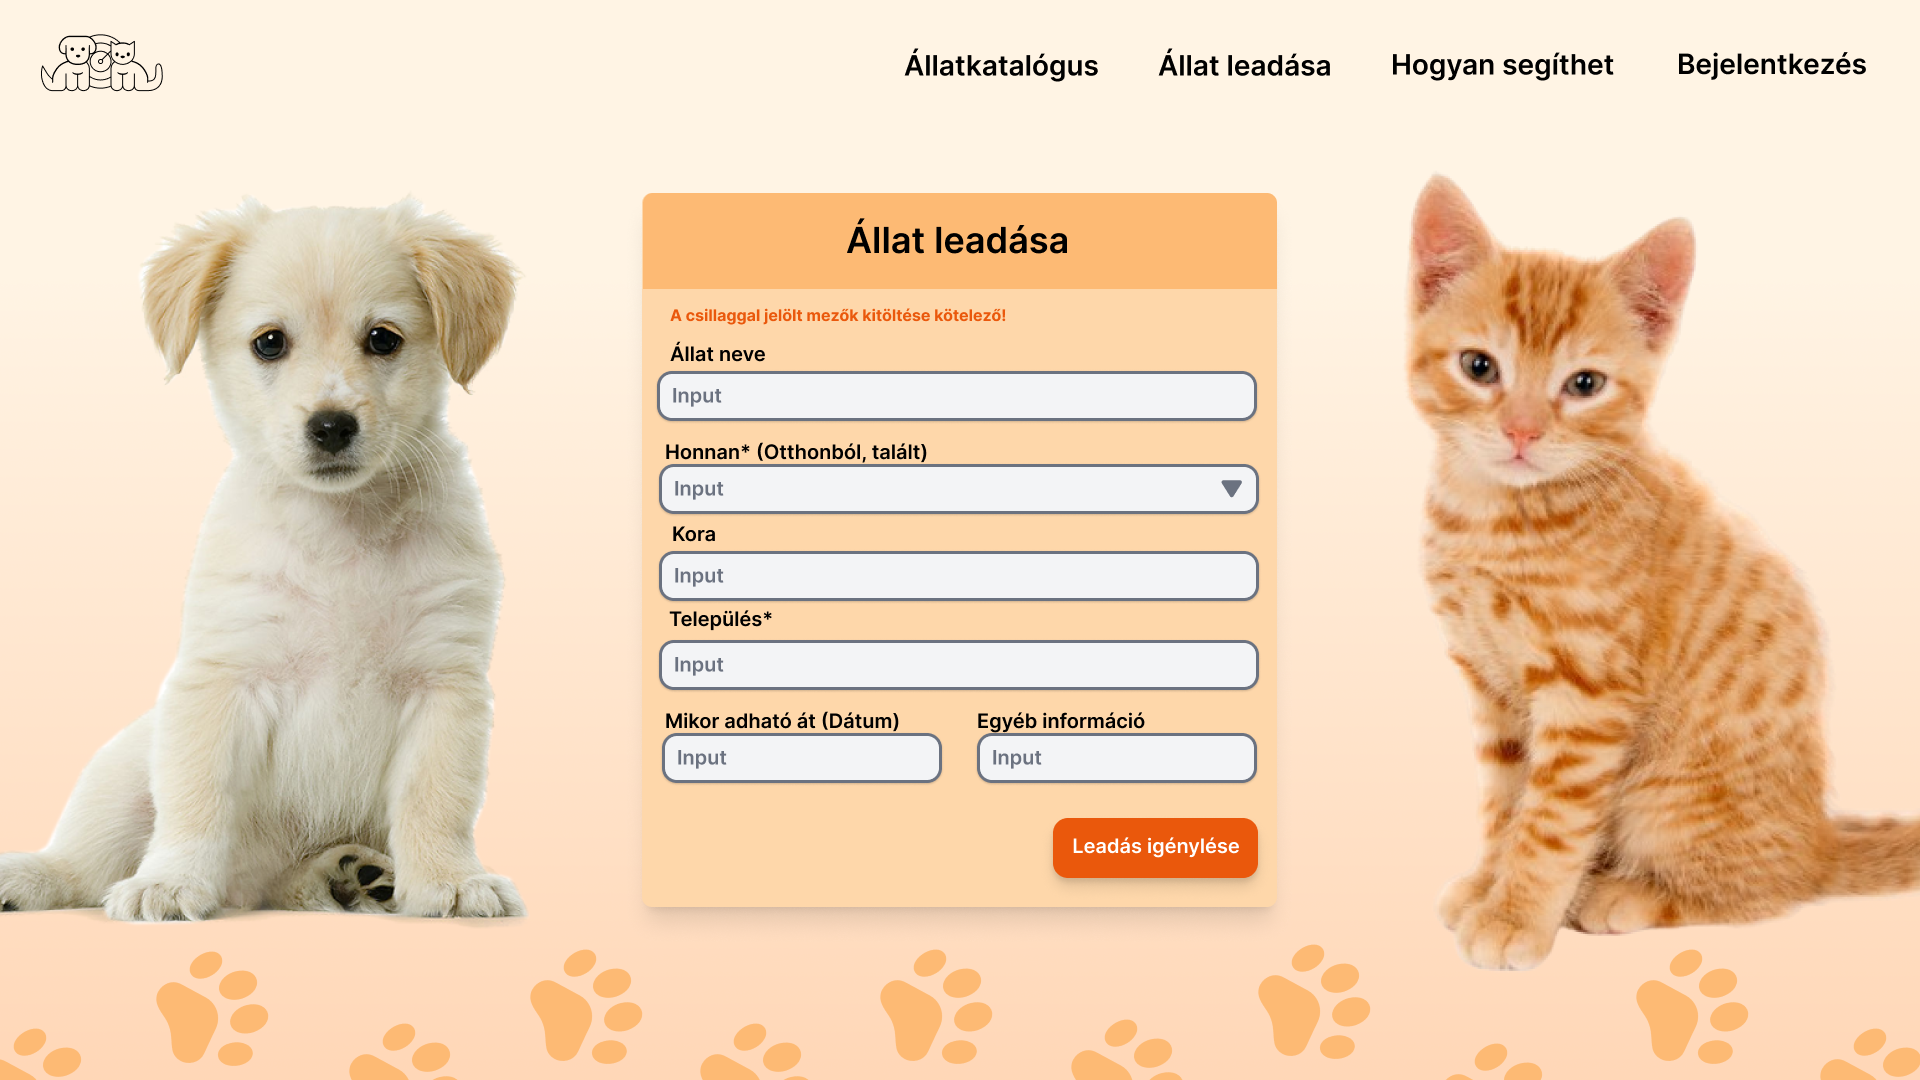 Állatkatalógus
Állat leadása
Hogyan segíthet
Bejelentkezés
Állat leadása
A csillaggal jelölt mezők kitöltése kötelező!
Állat neve
Input
Honnan* (Otthonból, talált)
Input
Kora
Input
Település*
Input
Mikor adható át (Dátum)
Egyéb információ
Input
Input
Leadás igénylése